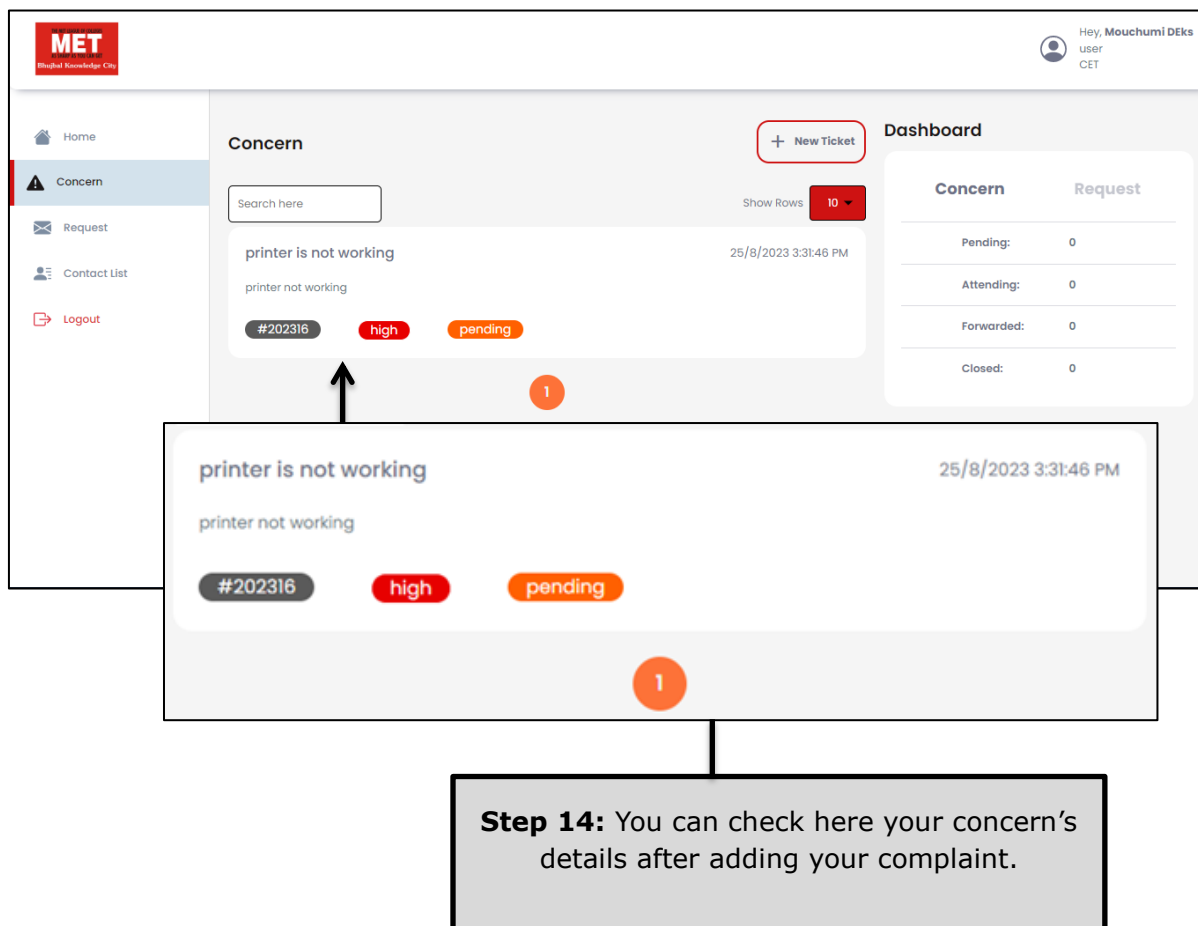 MET
Bhujbal Knowledge City
Hey, Mouchumi DEks
user
CET
Home
Concern
Request
Contact List
Logout
Concern
+ New Ticket
Search here
Show Rows 10
printer is not working 25/8/2023 3:31:46 PM
printer not working
#202316 high pending
1
Dashboard
Concern Request
Pending: 0
Attending: 0
Forwarded: 0
Closed: 0
printer is not working 25/8/2023 3:31:46 PM
printer not working
#202316 high pending
1
Step 14: You can check here your concern’s
details after adding your complaint.